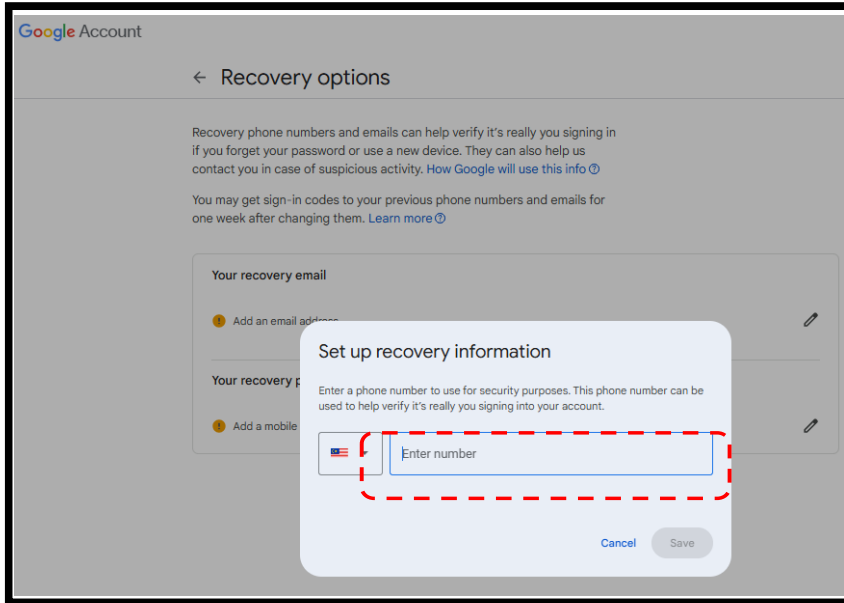 Google Account
← Recovery options
Recovery phone numbers and emails can help verify it's really you signing in
if you forget your password or use a new device. They can also help us
contact you in case of suspicious activity. How Google will use this info
You may get sign-in codes to your previous phone numbers and emails for
one week after changing them. Learn more
Your recovery email
Add an email address
Set up recovery information
Your recovery p
Enter a phone number to use for security purposes. This phone number can be
used to help verify it's really you signing into your account.
Add a mobile
Enter number
Cancel Save